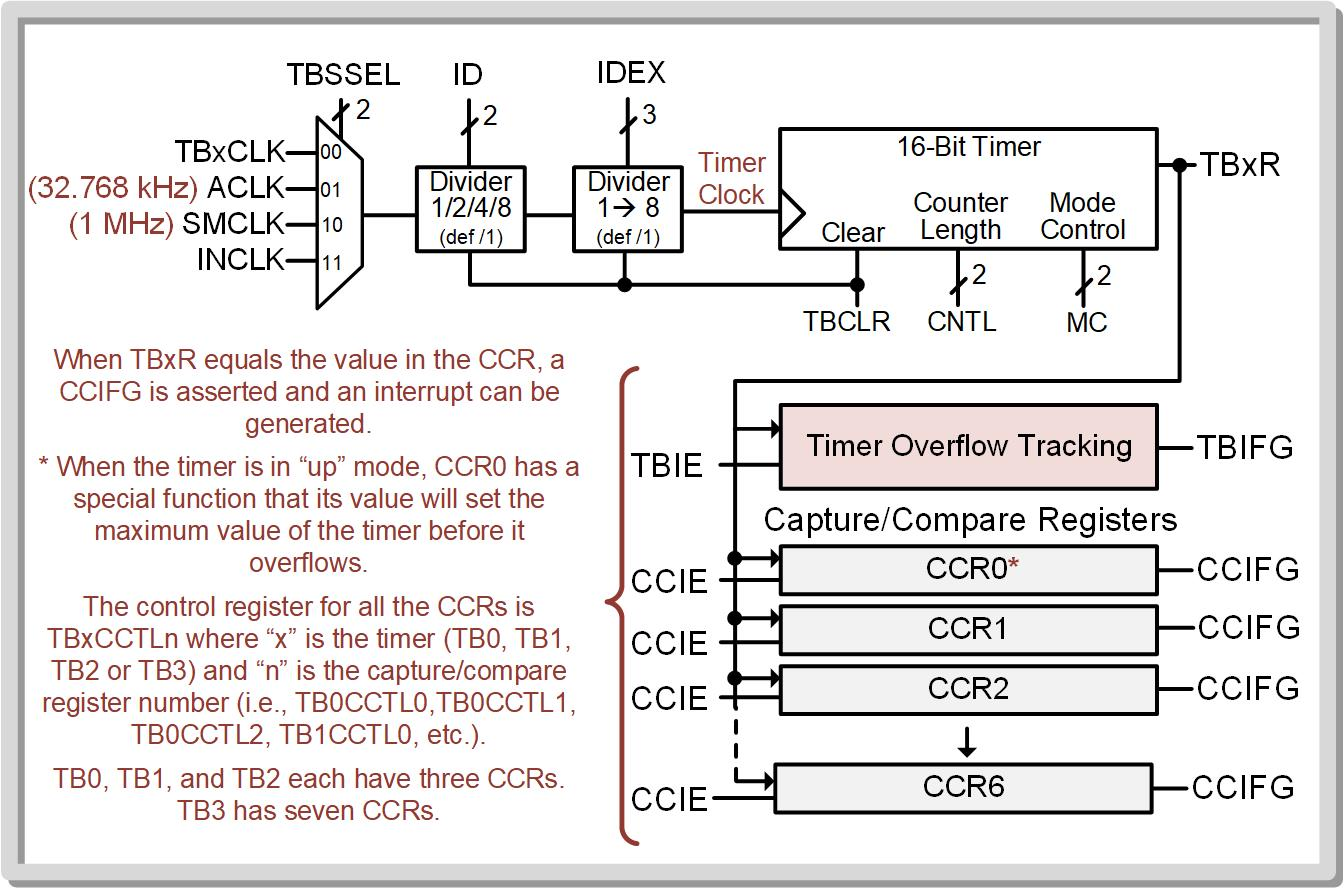 TBSSEL
ID
IDEX
2
2
3
TBxCLK
00
(32.768 kHz) ACLK
01
(1 MHz) SMCLK
10
INCLK
11
Divider
1/2/4/8
(def /1)
Divider
1→ 8
(def /1)
Timer
Clock
16-Bit Timer
Clear
Counter
Length
Mode
Control
TBxR
2
2
TBCLR
CNTL
MC
When TBxR equals the value in the CCR, a
CCIFG is asserted and an interrupt can be
generated.
* When the timer is in “up” mode, CCR0 has a
special function that its value will set the
maximum value of the timer before it
overflows.
The control register for all the CCRs is
TBxCCTLn where “x” is the timer (TB0, TB1,
TB2 or TB3) and “n” is the capture/compare
register number (i.e., TB0CCTL0,TB0CCTL1,
TB0CCTL2, TB1CCTL0, etc.).
TB0, TB1, and TB2 each have three CCRs.
TB3 has seven CCRs.
TBIE
Timer Overflow Tracking
TBIFG
Capture/Compare Registers
CCIE
CCR0*
CCIFG
CCIE
CCR1
CCIFG
CCIE
CCR2
CCIFG
CCIE
CCR6
CCIFG